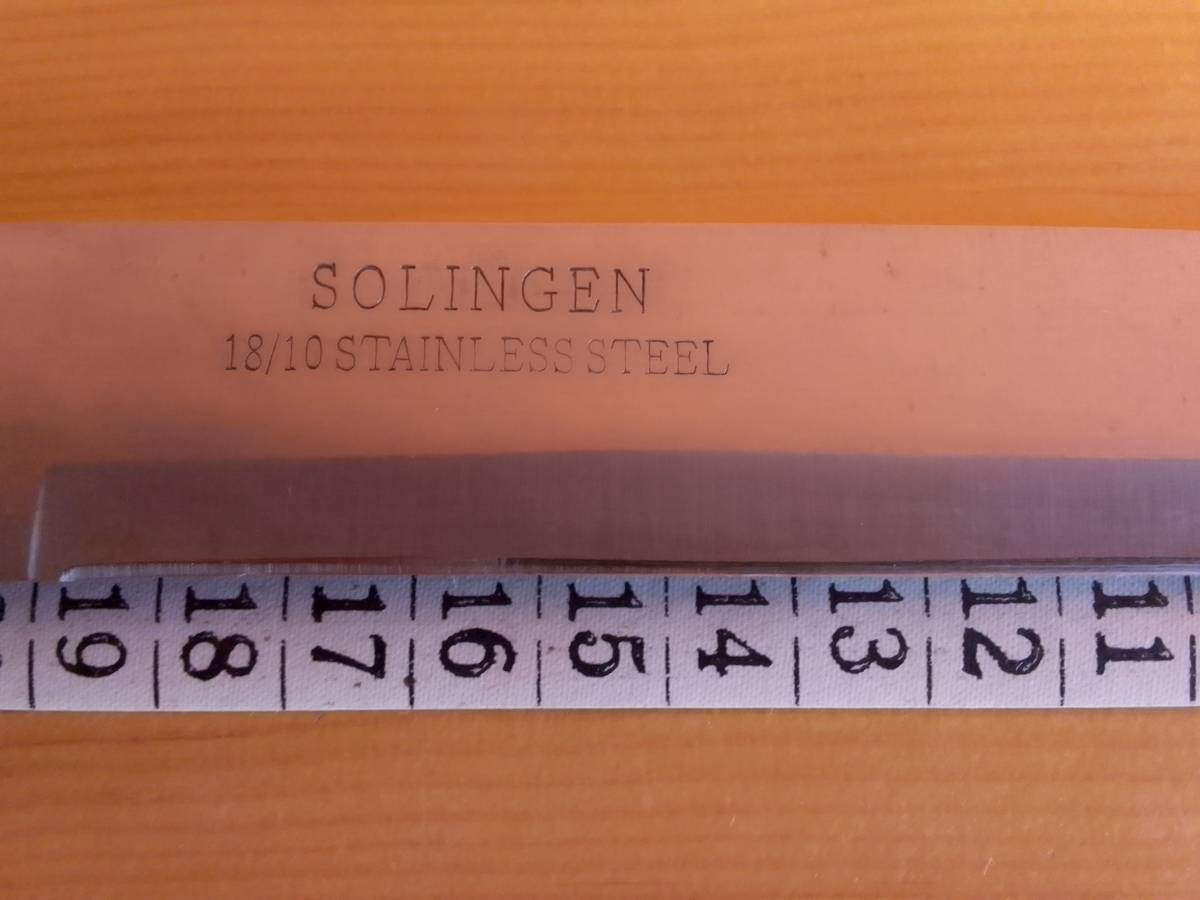 SOLINGEN
18/10 STAINLESS STEEL
19 18 17 16 15 14 13 12 11